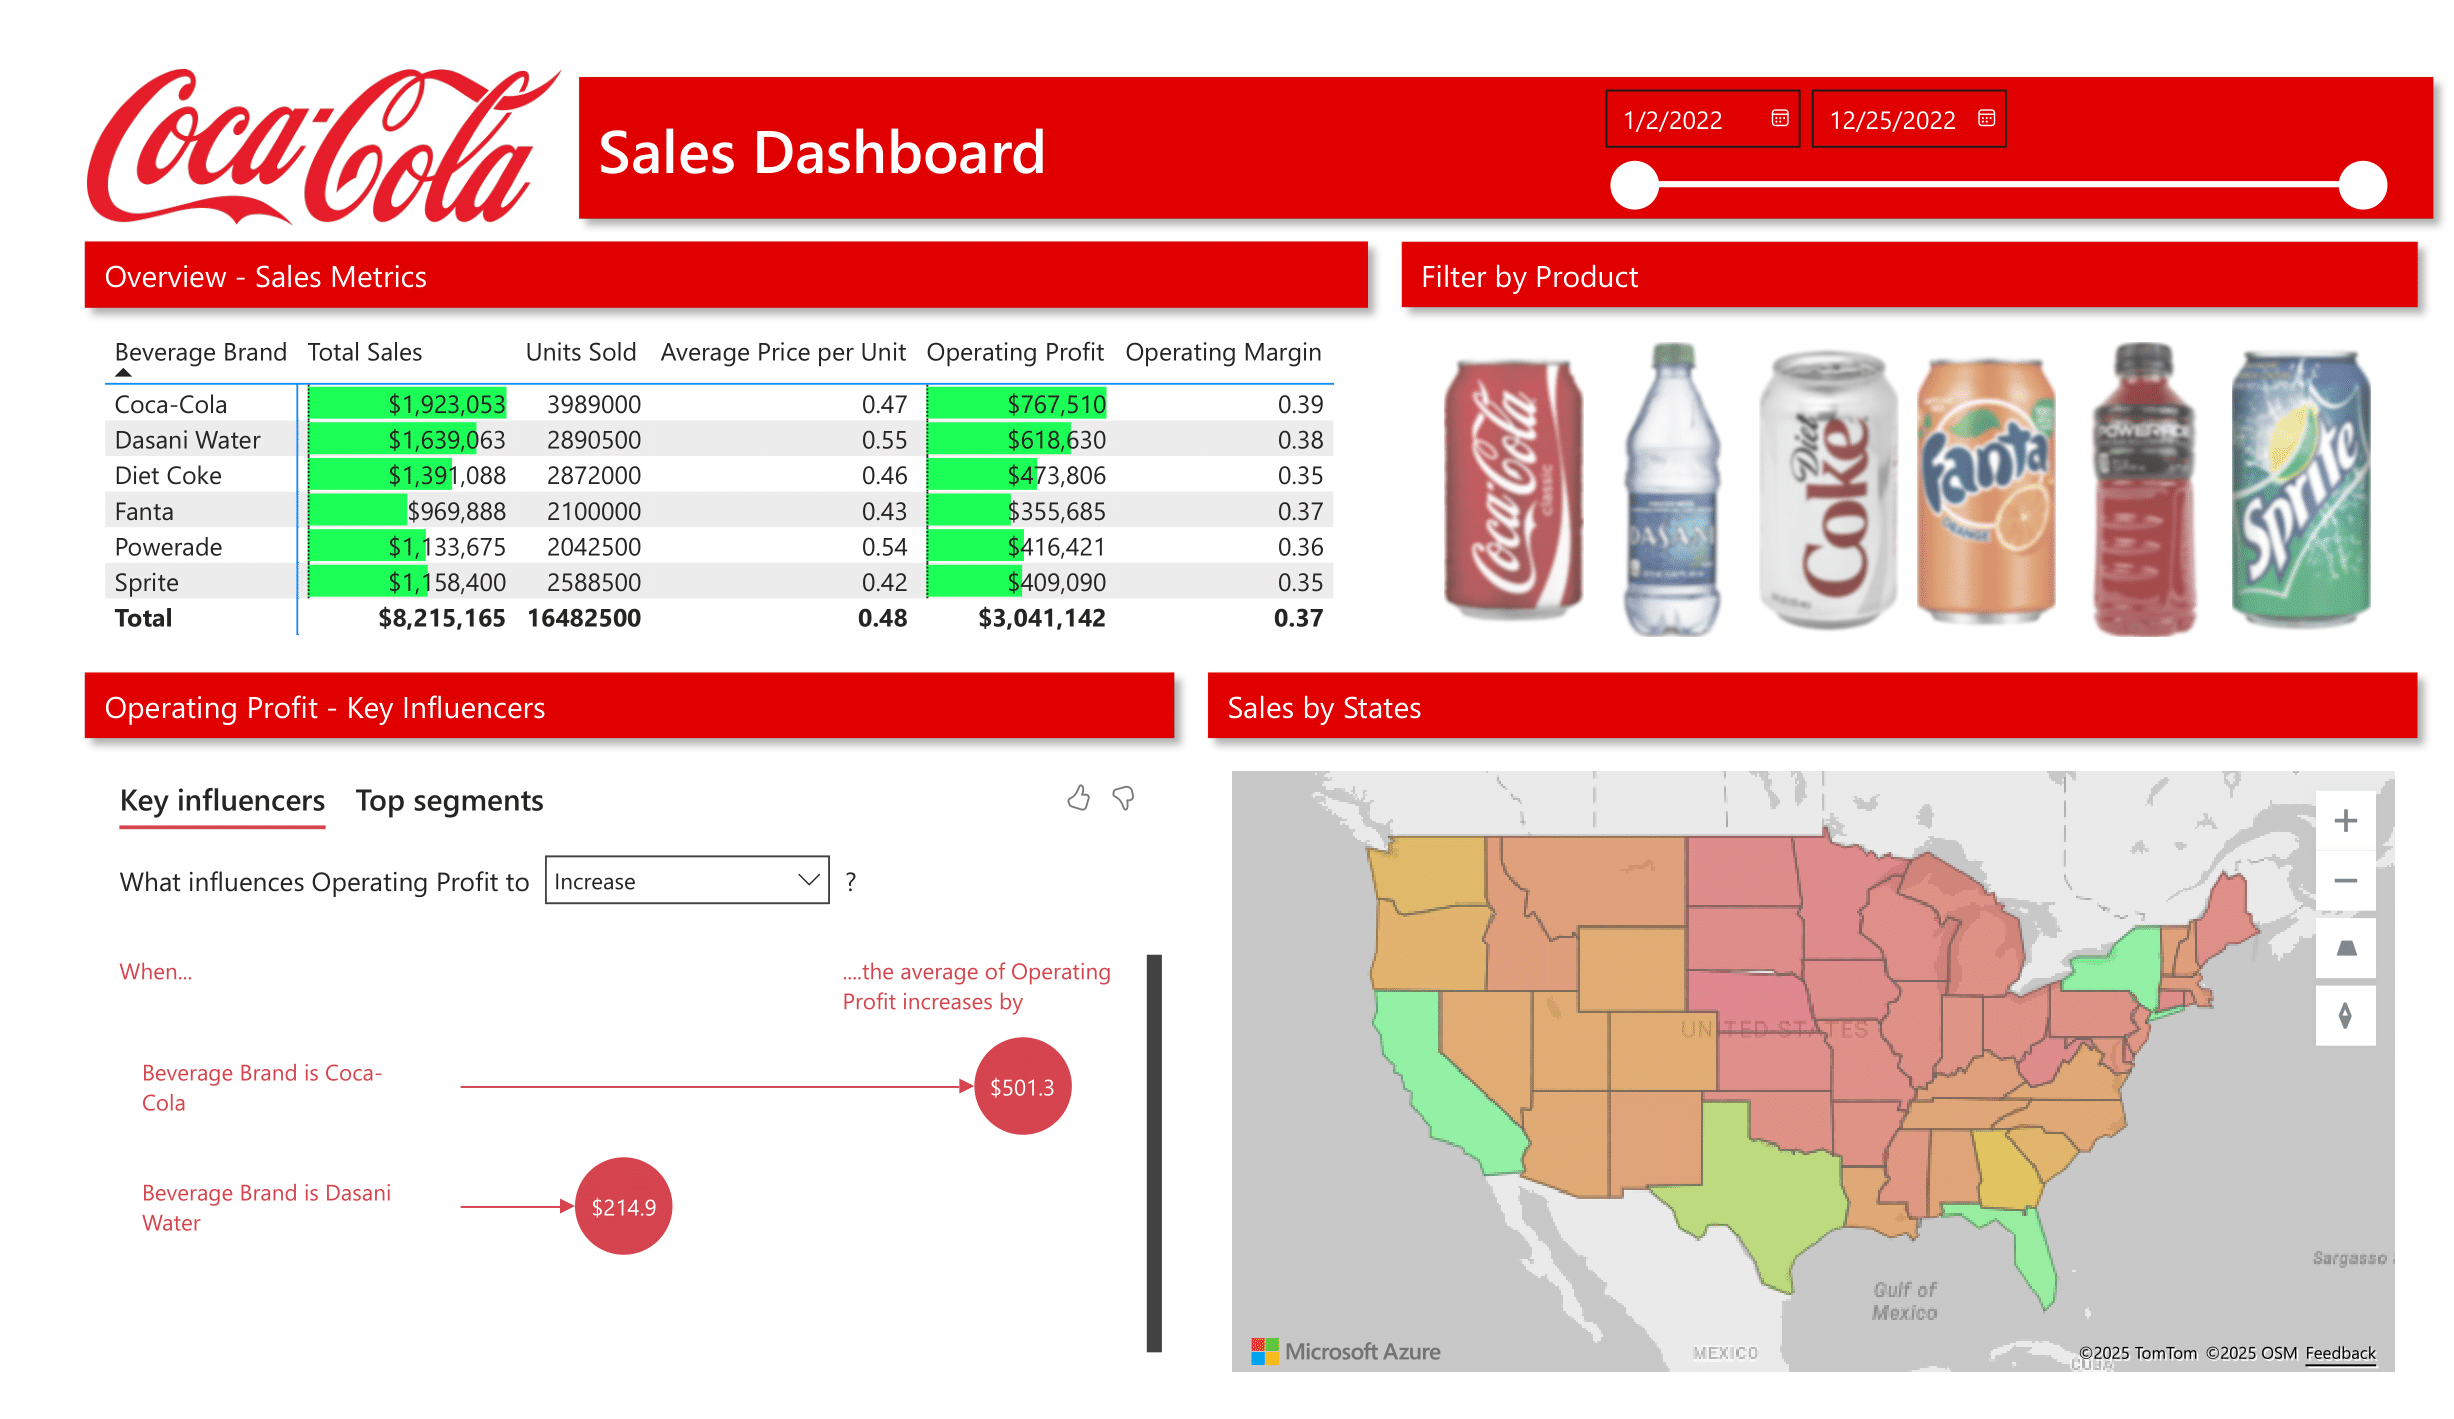 Coca-Cola
Sales Dashboard
1/2/2022
12/25/2022
Overview - Sales Metrics
Filter by Product
Beverage Brand Total Sales Units Sold Average Price per Unit Operating Profit Operating Margin
Coca-Cola $1,923,053 3989000 0.47 $767,510 0.39
Dasani Water $1,639,063 2890500 0.55 $618,630 0.38
Diet Coke $1,391,088 2872000 0.46 $473,806 0.35
Fanta $969,888 2100000 0.43 $355,685 0.37
Powerade $1,133,675 2042500 0.54 $416,421 0.36
Sprite $1,158,400 2588500 0.42 $409,090 0.35
Total $8,215,165 16482500 0.48 $3,041,142 0.37
Coca-Cola
classic
DASANI
Diet
Coke
Fanta
ORANGE
POWERADE
Sprite
Operating Profit - Key Influencers
Sales by States
Key influencers Top segments
What influences Operating Profit to Increase ?
When...
....the average of Operating
Profit increases by
Beverage Brand is Coca-
Cola
$501.3
Beverage Brand is Dasani
Water
$214.9
UNITED STATES
Sargasso
Gulf of
Mexico
MEXICO
CUBA
Microsoft Azure
©2025 TomTom ©2025 OSM Feedback